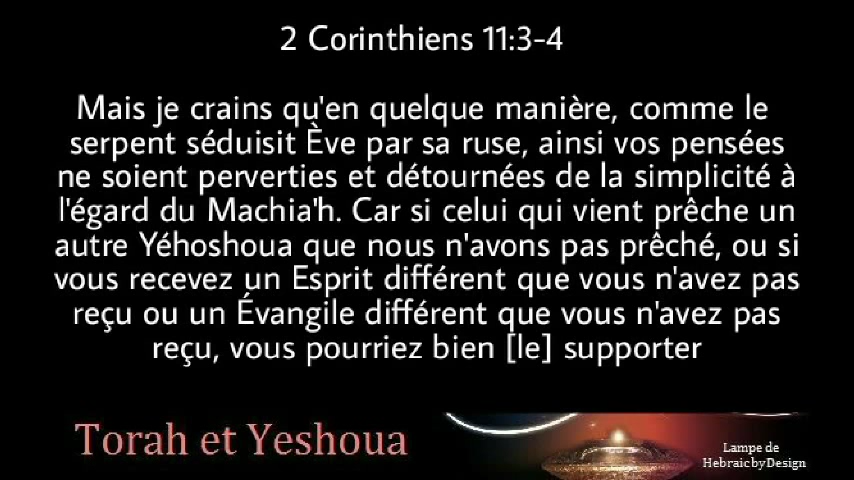 2 Corinthiens 11:3-4
Mais je crains qu'en quelque manière, comme le
serpent séduisit Ève par sa ruse, ainsi vos pensées
ne soient perverties et détournées de la simplicité à
l'égard du Machia'h. Car si celui qui vient prêche un
autre Yéhoshoua que nous n'avons pas prêché, ou si
vous recevez un Esprit différent que vous n'avez pas
reçu ou un Évangile différent que vous n'avez pas
reçu, vous pourriez bien [le] supporter
Torah et Yeshoua
Lampe de
HebraicbyDesign